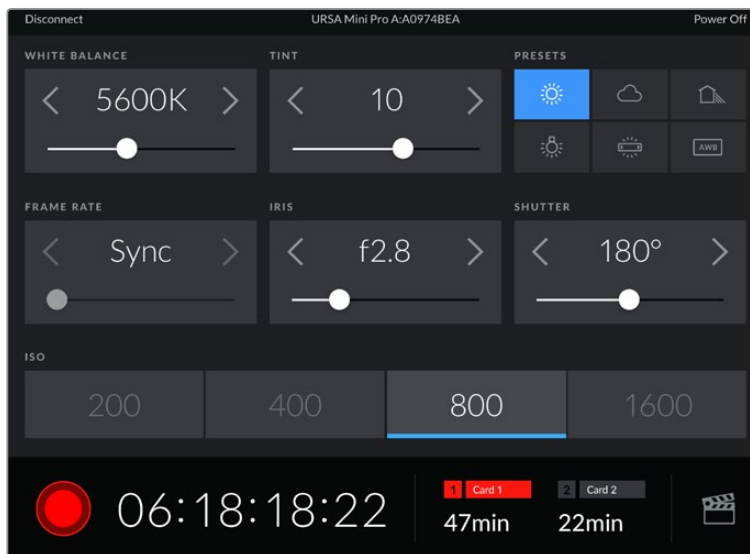 Disconnect URSA Mini Pro A:A0974BEA Power Off
WHITE BALANCE TINT PRESETS
5600K 10
AWB
FRAME RATE IRIS SHUTTER
Sync f2.8 180°
ISO
200 400 800 1600
06:18:18:22
1 Card 1 2 Card 2
47min 22min